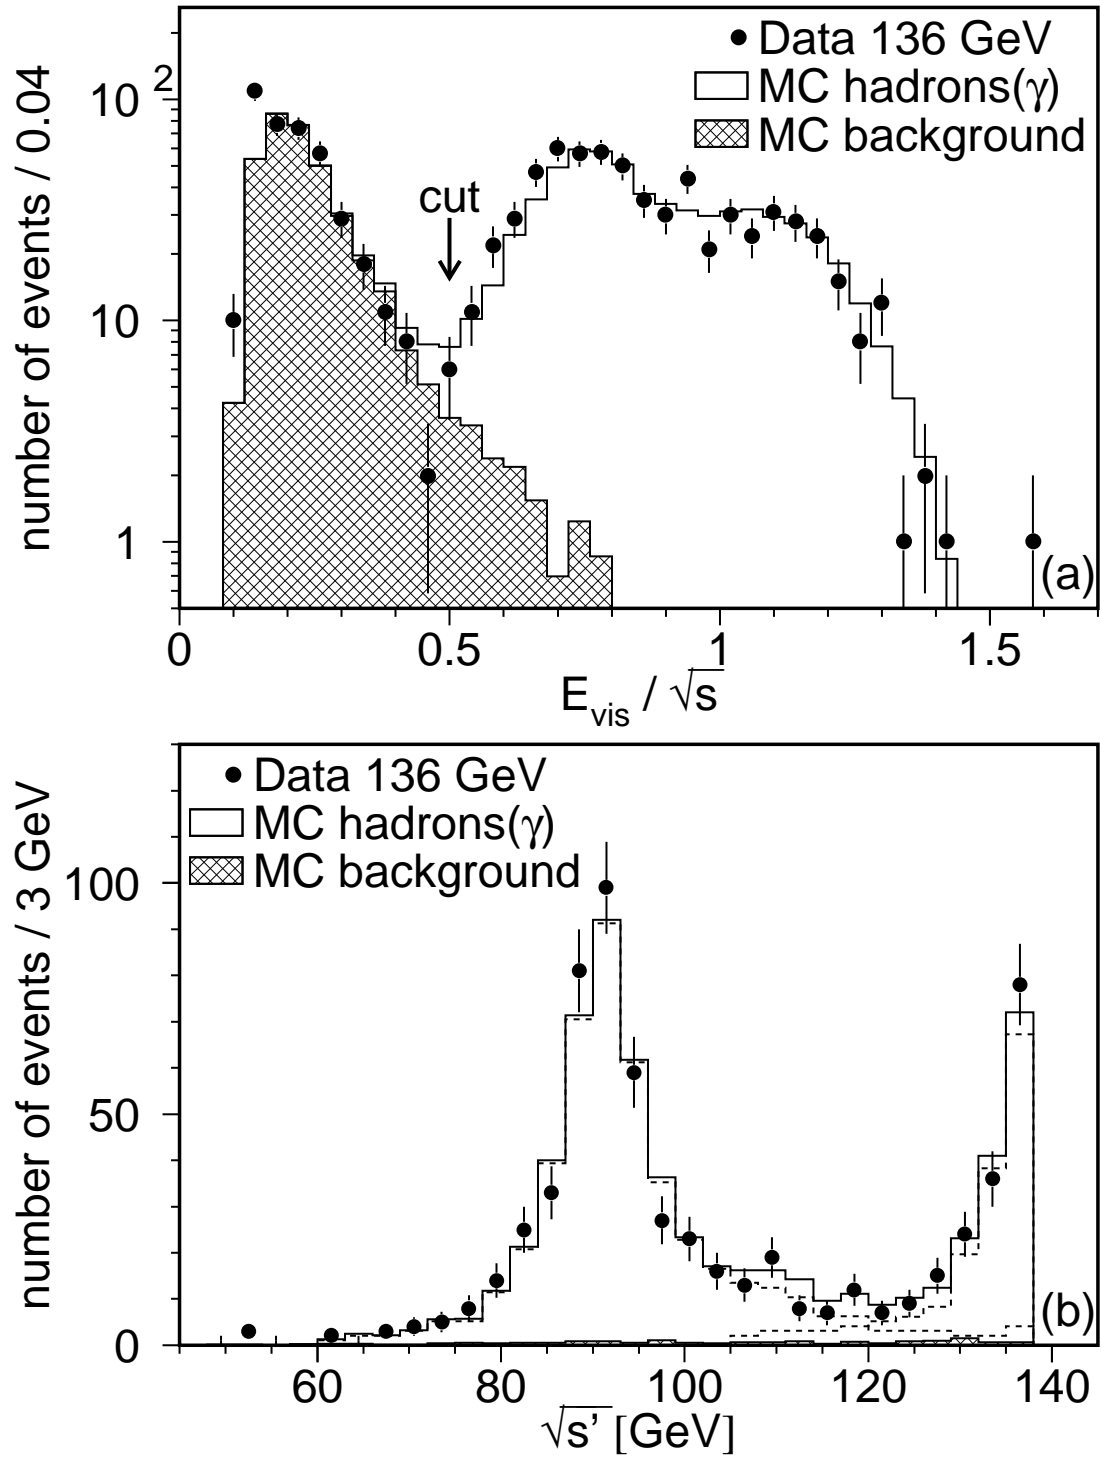 Data 136 GeV
MC hadrons(γ)
MC background
number of events / 0.04
10 2
10
1
cut
(a)
0 0.5 1 1.5
E vis / √s
Data 136 GeV
MC hadrons(γ)
MC background
number of events / 3 GeV
100
50
0
(b)
60 80 100 120 140
√s’ [GeV]